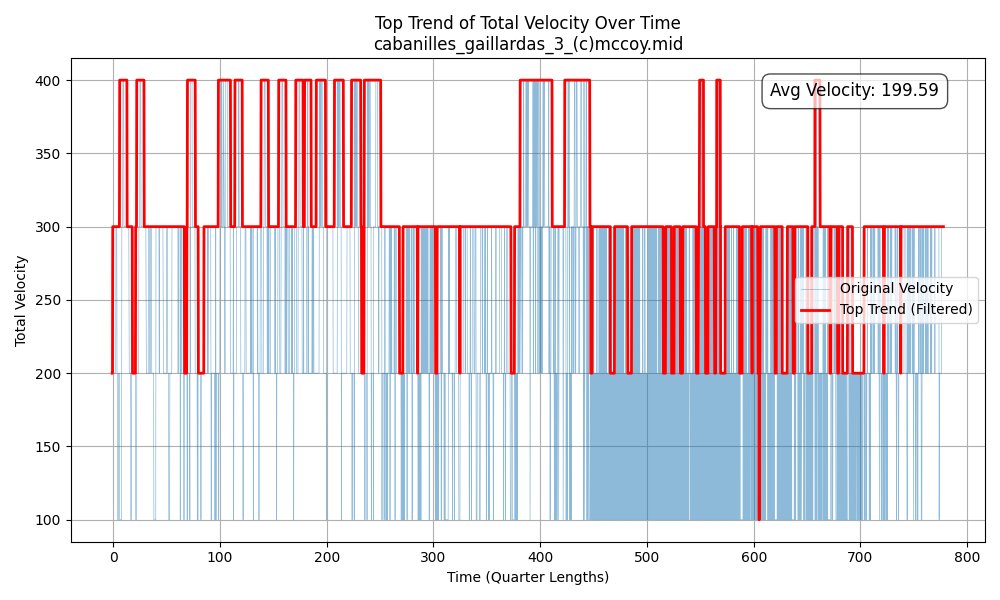 Top Trend of Total Velocity Over Time
cabanilles_gaillardas_3_(c)mccoy.mid
Avg Velocity: 199.59
Total Velocity
400
350
300
250
200
150
100
Original Velocity
Top Trend (Filtered)
0 100 200 300 400 500 600 700 800
Time (Quarter Lengths)